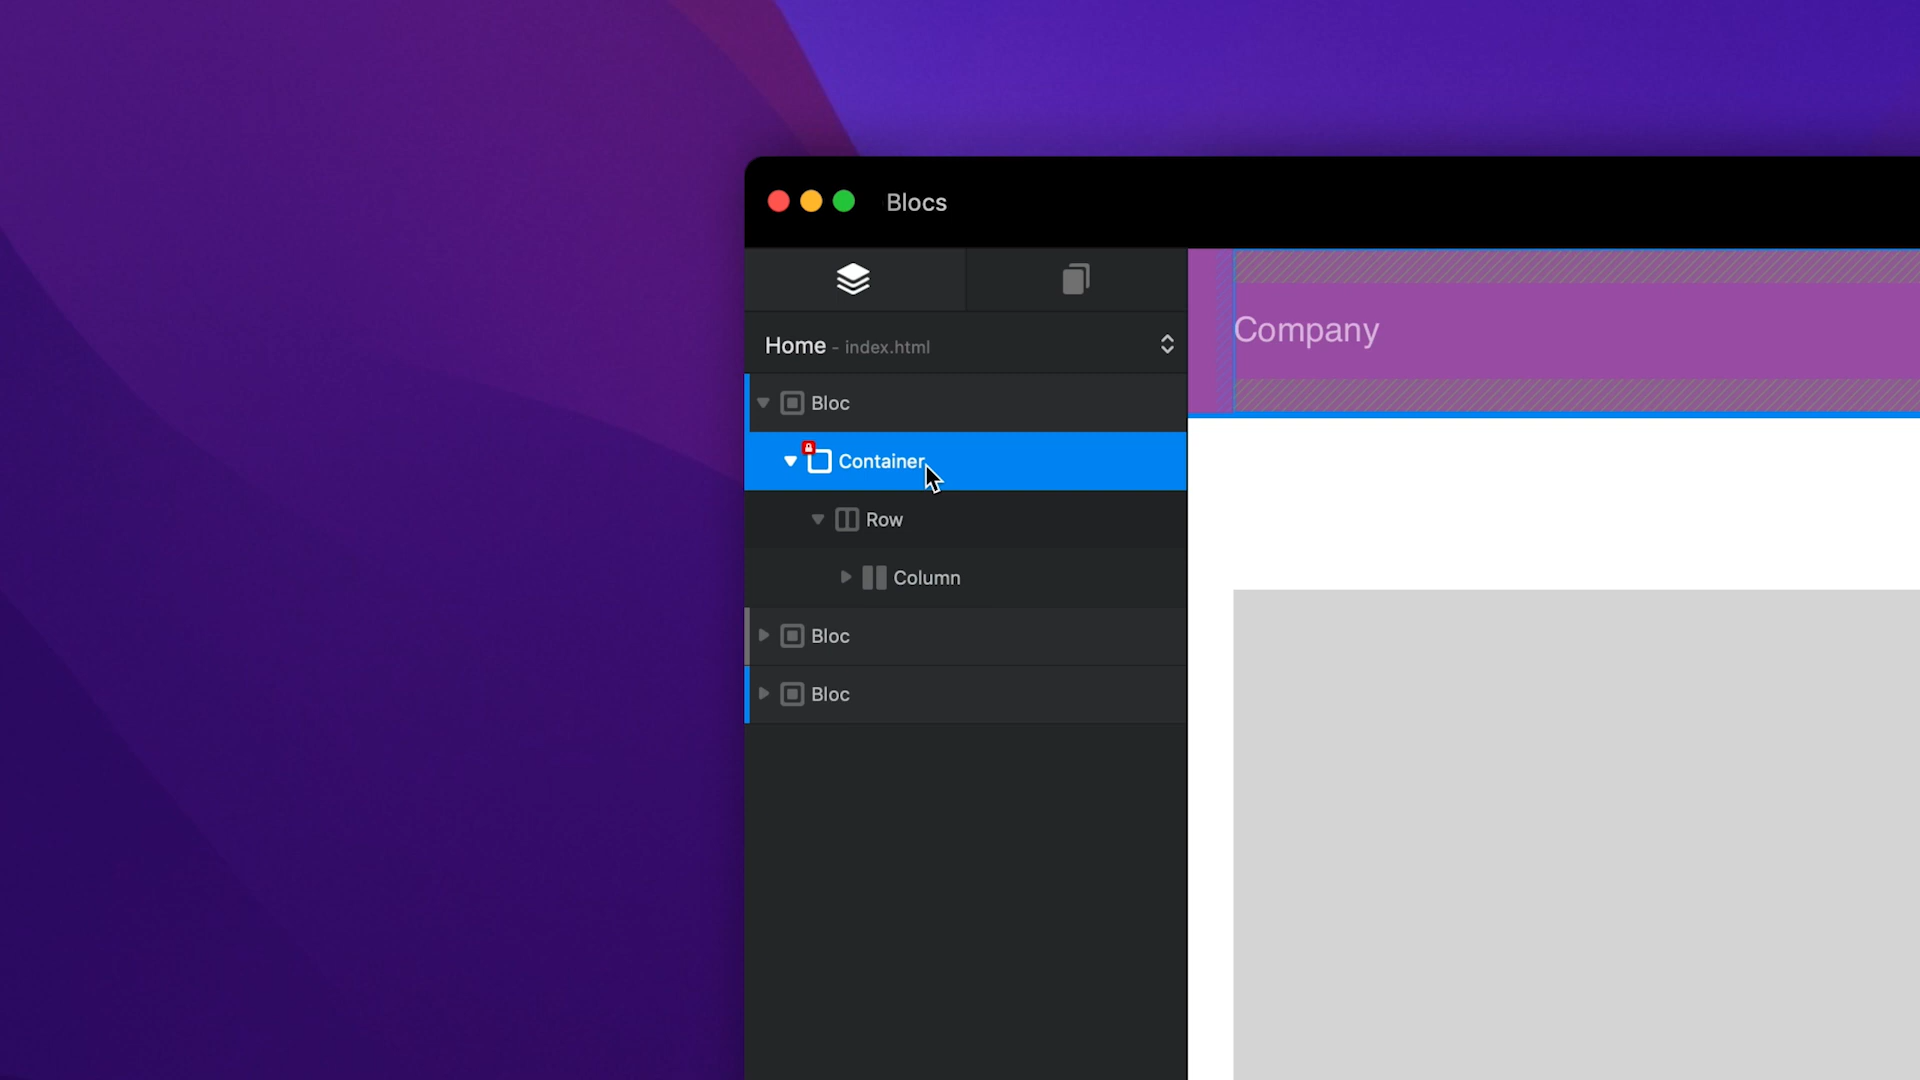 Blocs
Home - index.html
Company
Bloc
Container
Row
Column
Bloc
Bloc